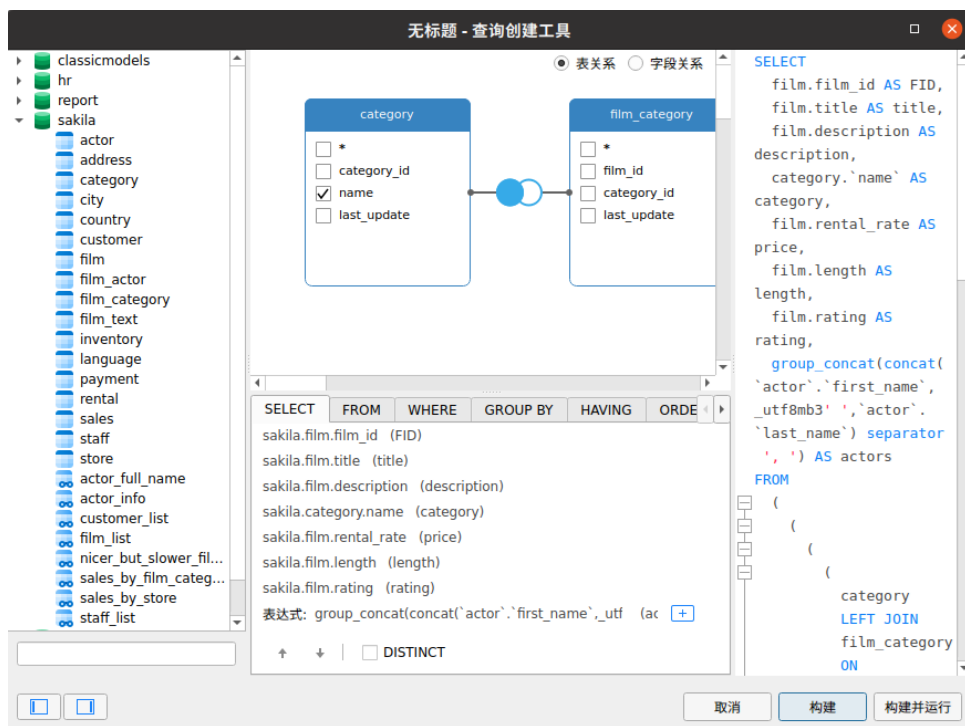 无标题 - 查询创建工具
classicmodels
hr
report
sakila
actor
address
category
city
country
customer
film
film_actor
film_category
film_text
inventory
language
payment
rental
sales
staff
store
actor_full_name
actor_info
customer_list
film_list
nicer_but_slower_fil...
sales_by_film_categ...
sales_by_store
staff_list
表关系 字段关系
category
*
category_id
name
last_update
film_category
*
film_id
category_id
last_update
SELECT FROM WHERE GROUP BY HAVING ORDE
sakila.film.film_id (FID)
sakila.film.title (title)
sakila.film.description (description)
sakila.category.name (category)
sakila.film.rental_rate (price)
sakila.film.length (length)
sakila.film.rating (rating)
表达式: group_concat(concat(`actor`.`first_name`,_utf (ac
DISTINCT
SELECT
film.film_id AS FID,
film.title AS title,
film.description AS
description,
category.`name` AS
category,
film.rental_rate AS
price,
film.length AS
length,
film.rating AS
rating,
group_concat(concat(
`actor`.`first_name`,
_utf8mb3' ',`actor`.
`last_name`) separator
', ') AS actors
FROM
(
(
(
(
category
LEFT JOIN
film_category
ON
取消 构建 构建并运行